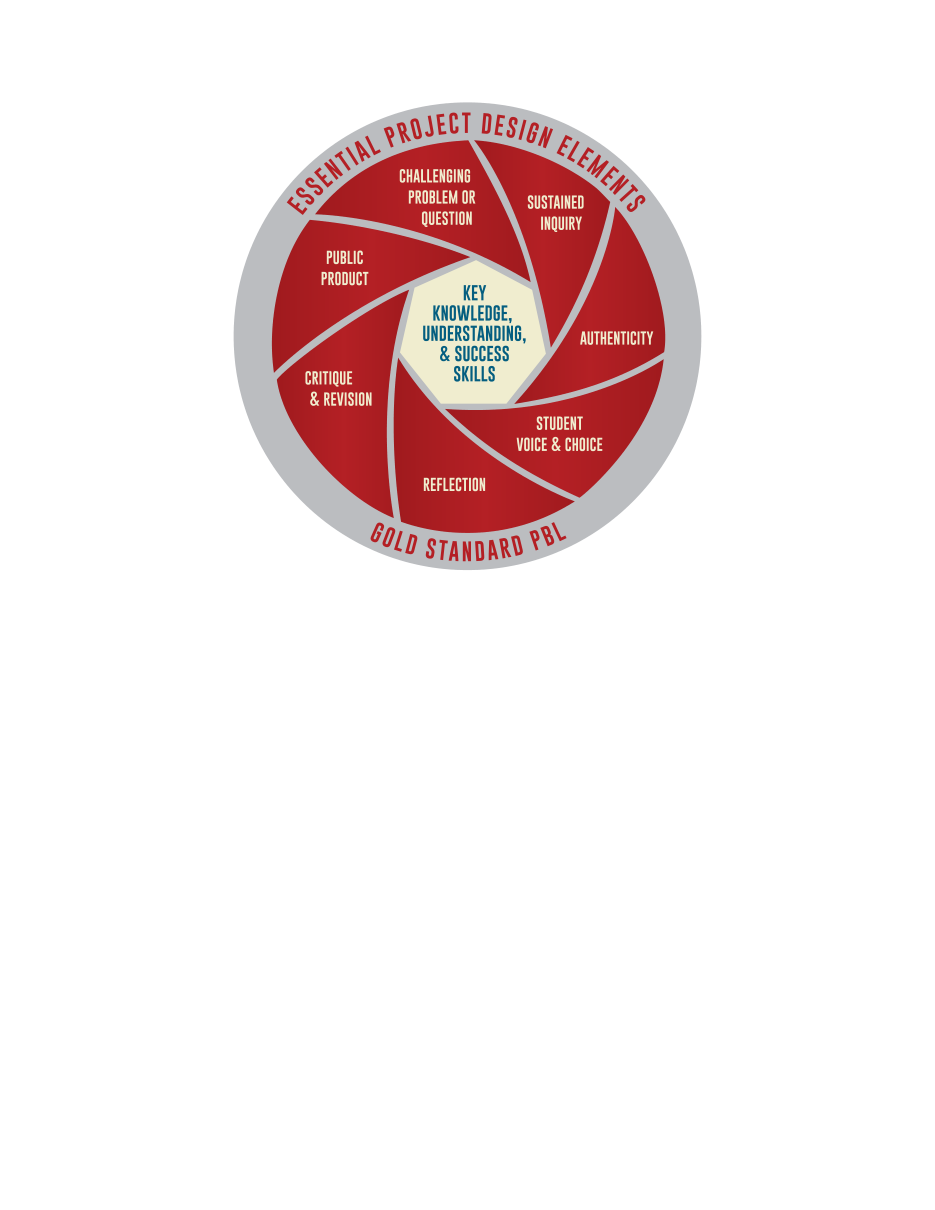 ESSENTIAL PROJECT DESIGN ELEMENTS
CHALLENGING
PROBLEM OR
QUESTION
SUSTAINED
INQUIRY
AUTHENTICITY
STUDENT
VOICE & CHOICE
REFLECTION
CRITIQUE
& REVISION
PUBLIC
PRODUCT
KEY
KNOWLEDGE,
UNDERSTANDING,
& SUCCESS
SKILLS
GOLD STANDARD PBL